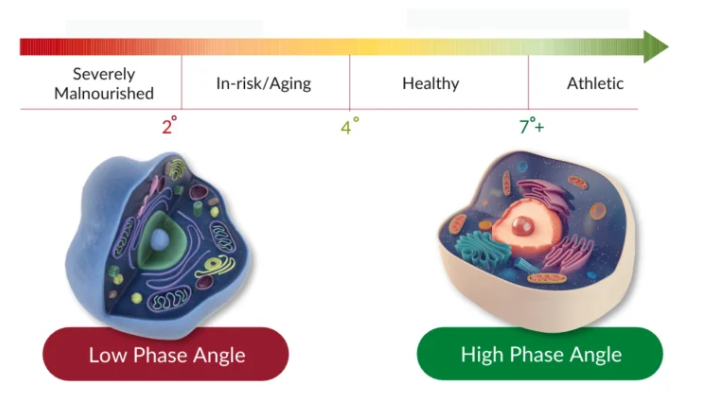 Severely
Malnourished
In-risk/Aging
Healthy
Athletic
2°
4°
7°+
Low Phase Angle
High Phase Angle